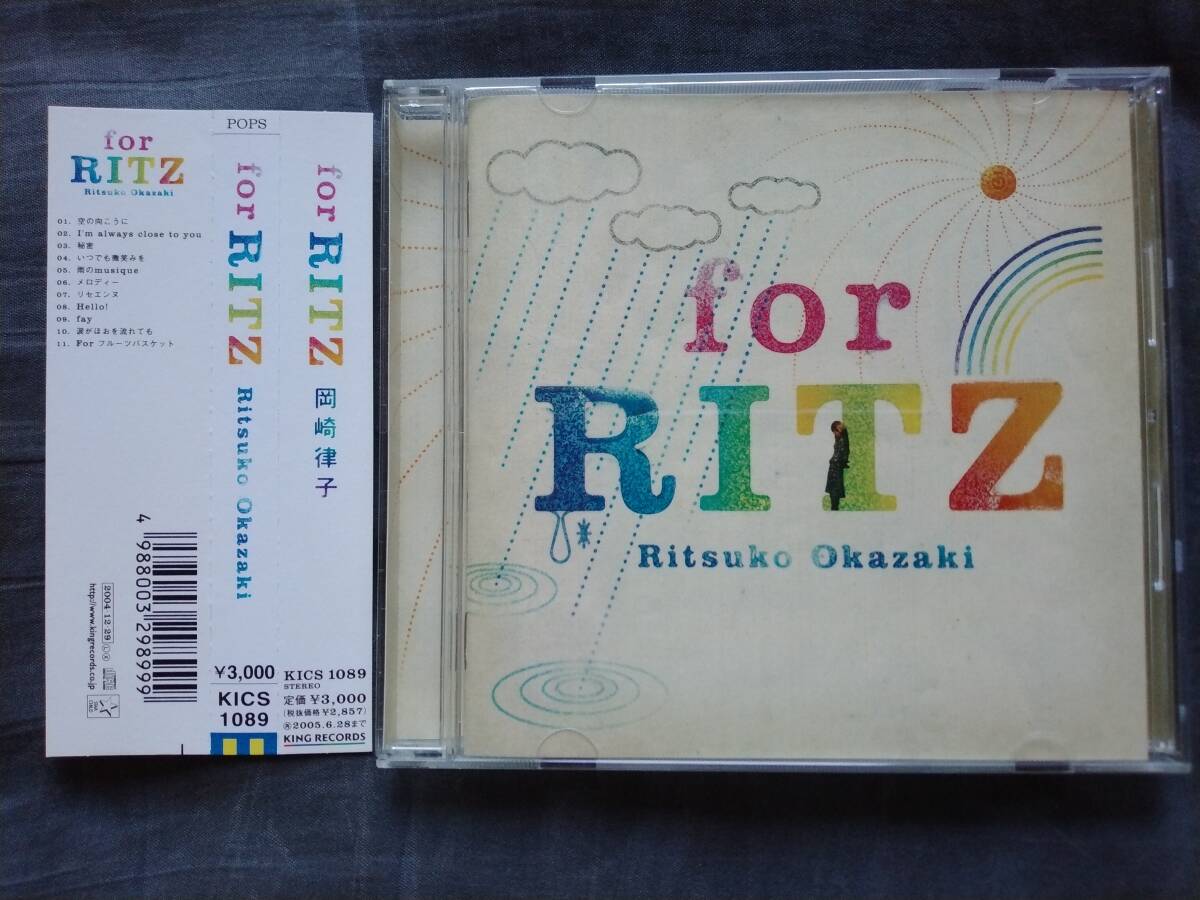 for
RITZ
Ritsuko Okazaki
01. 空の向こうに
02. I'm always close to you
03. 秘密
04. いつでも微笑みを
05. 雨のmusique
06. メロディー
07. リセエンヌ
08. Hello!
09. fay
10. 涙がほおを流れても
11. For フルーツバスケット
4 988003 298999
2004・12・29
http://www.kingrecords.co.jp
POPS
for RITZ Ritsuko Okazaki
¥3,000
KICS
1089
for RITZ 岡崎律子
KICS 1089
STEREO
定価 ¥3,000
(税抜価格 ¥2,857)
2005.6.28まで
KING RECORDS
for
RITZ
Ritsuko Okazaki